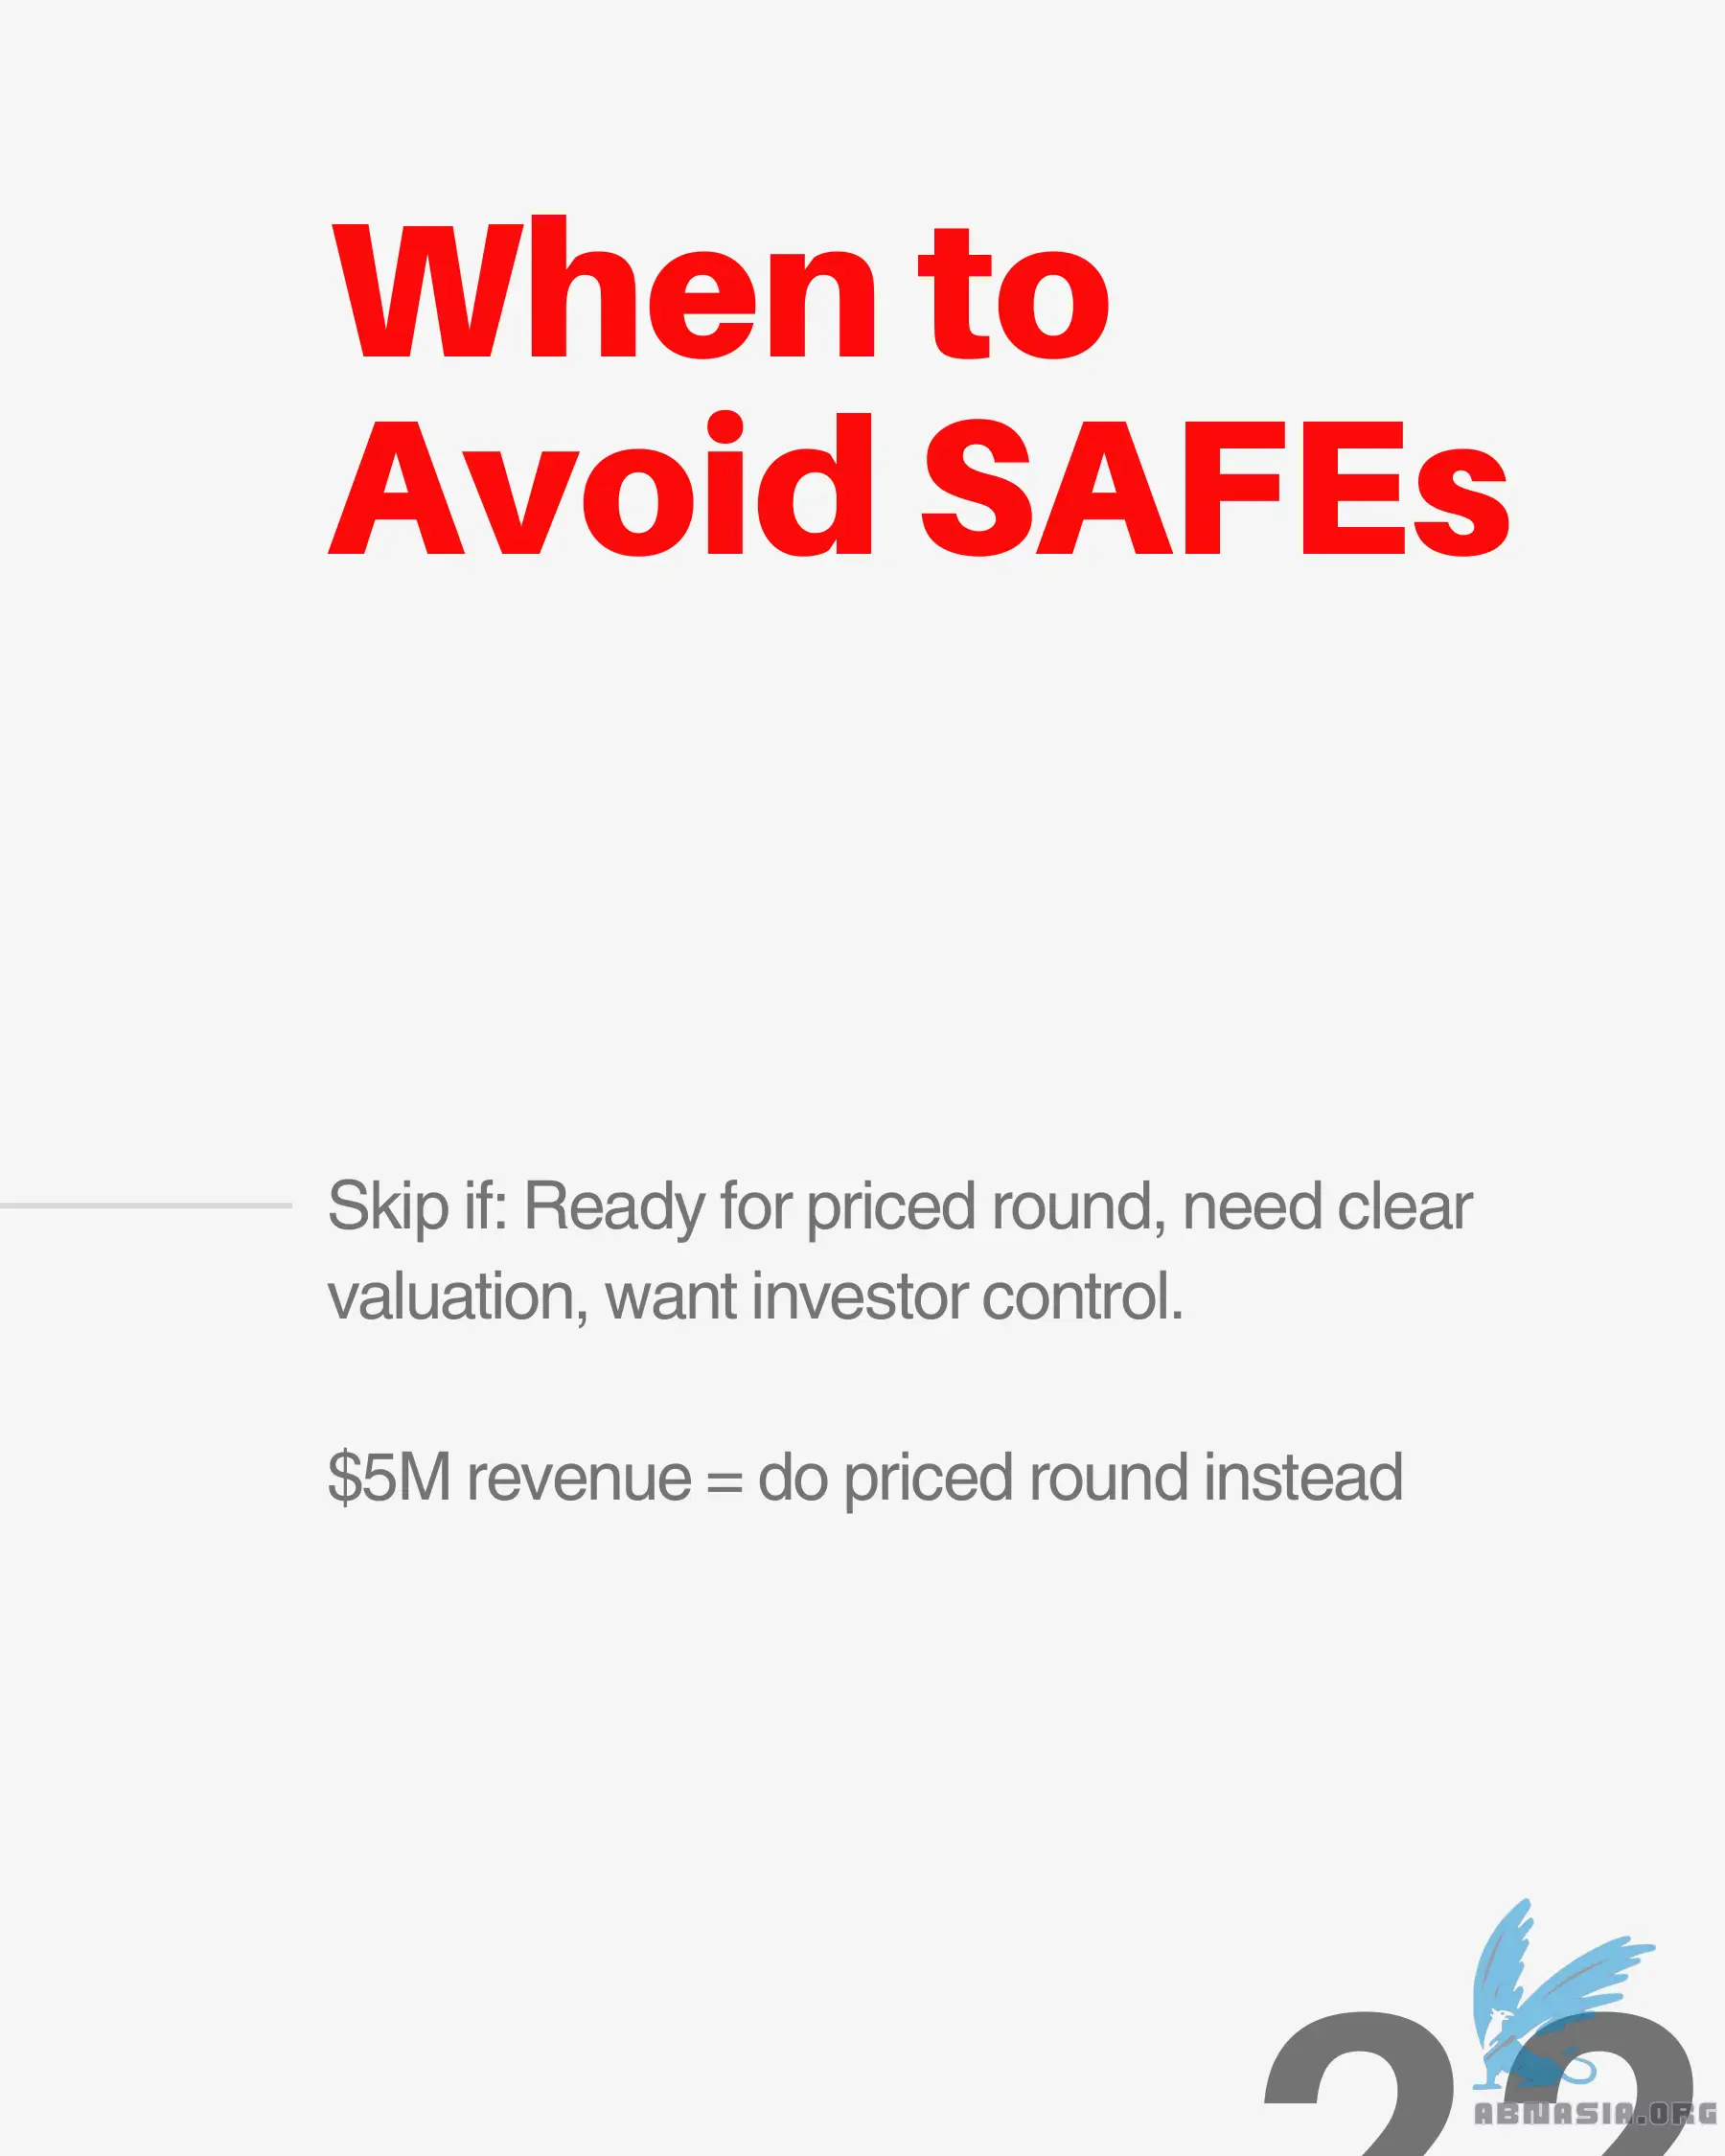 When to
Avoid SAFEs
Skip if: Ready for priced round, need clear
valuation, want investor control.
$5M revenue = do priced round instead
22
ABNASIA.ORG